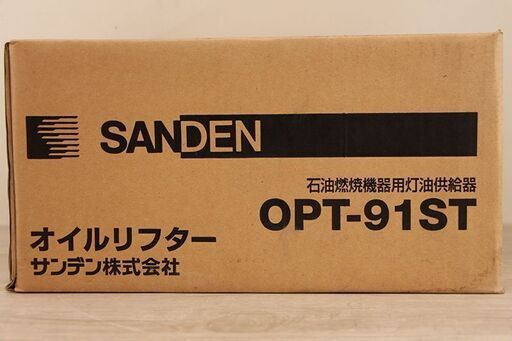 SANDEN
石油燃焼機器用灯油供給器
OPT-91ST
オイルリフター
サンデン株式会社